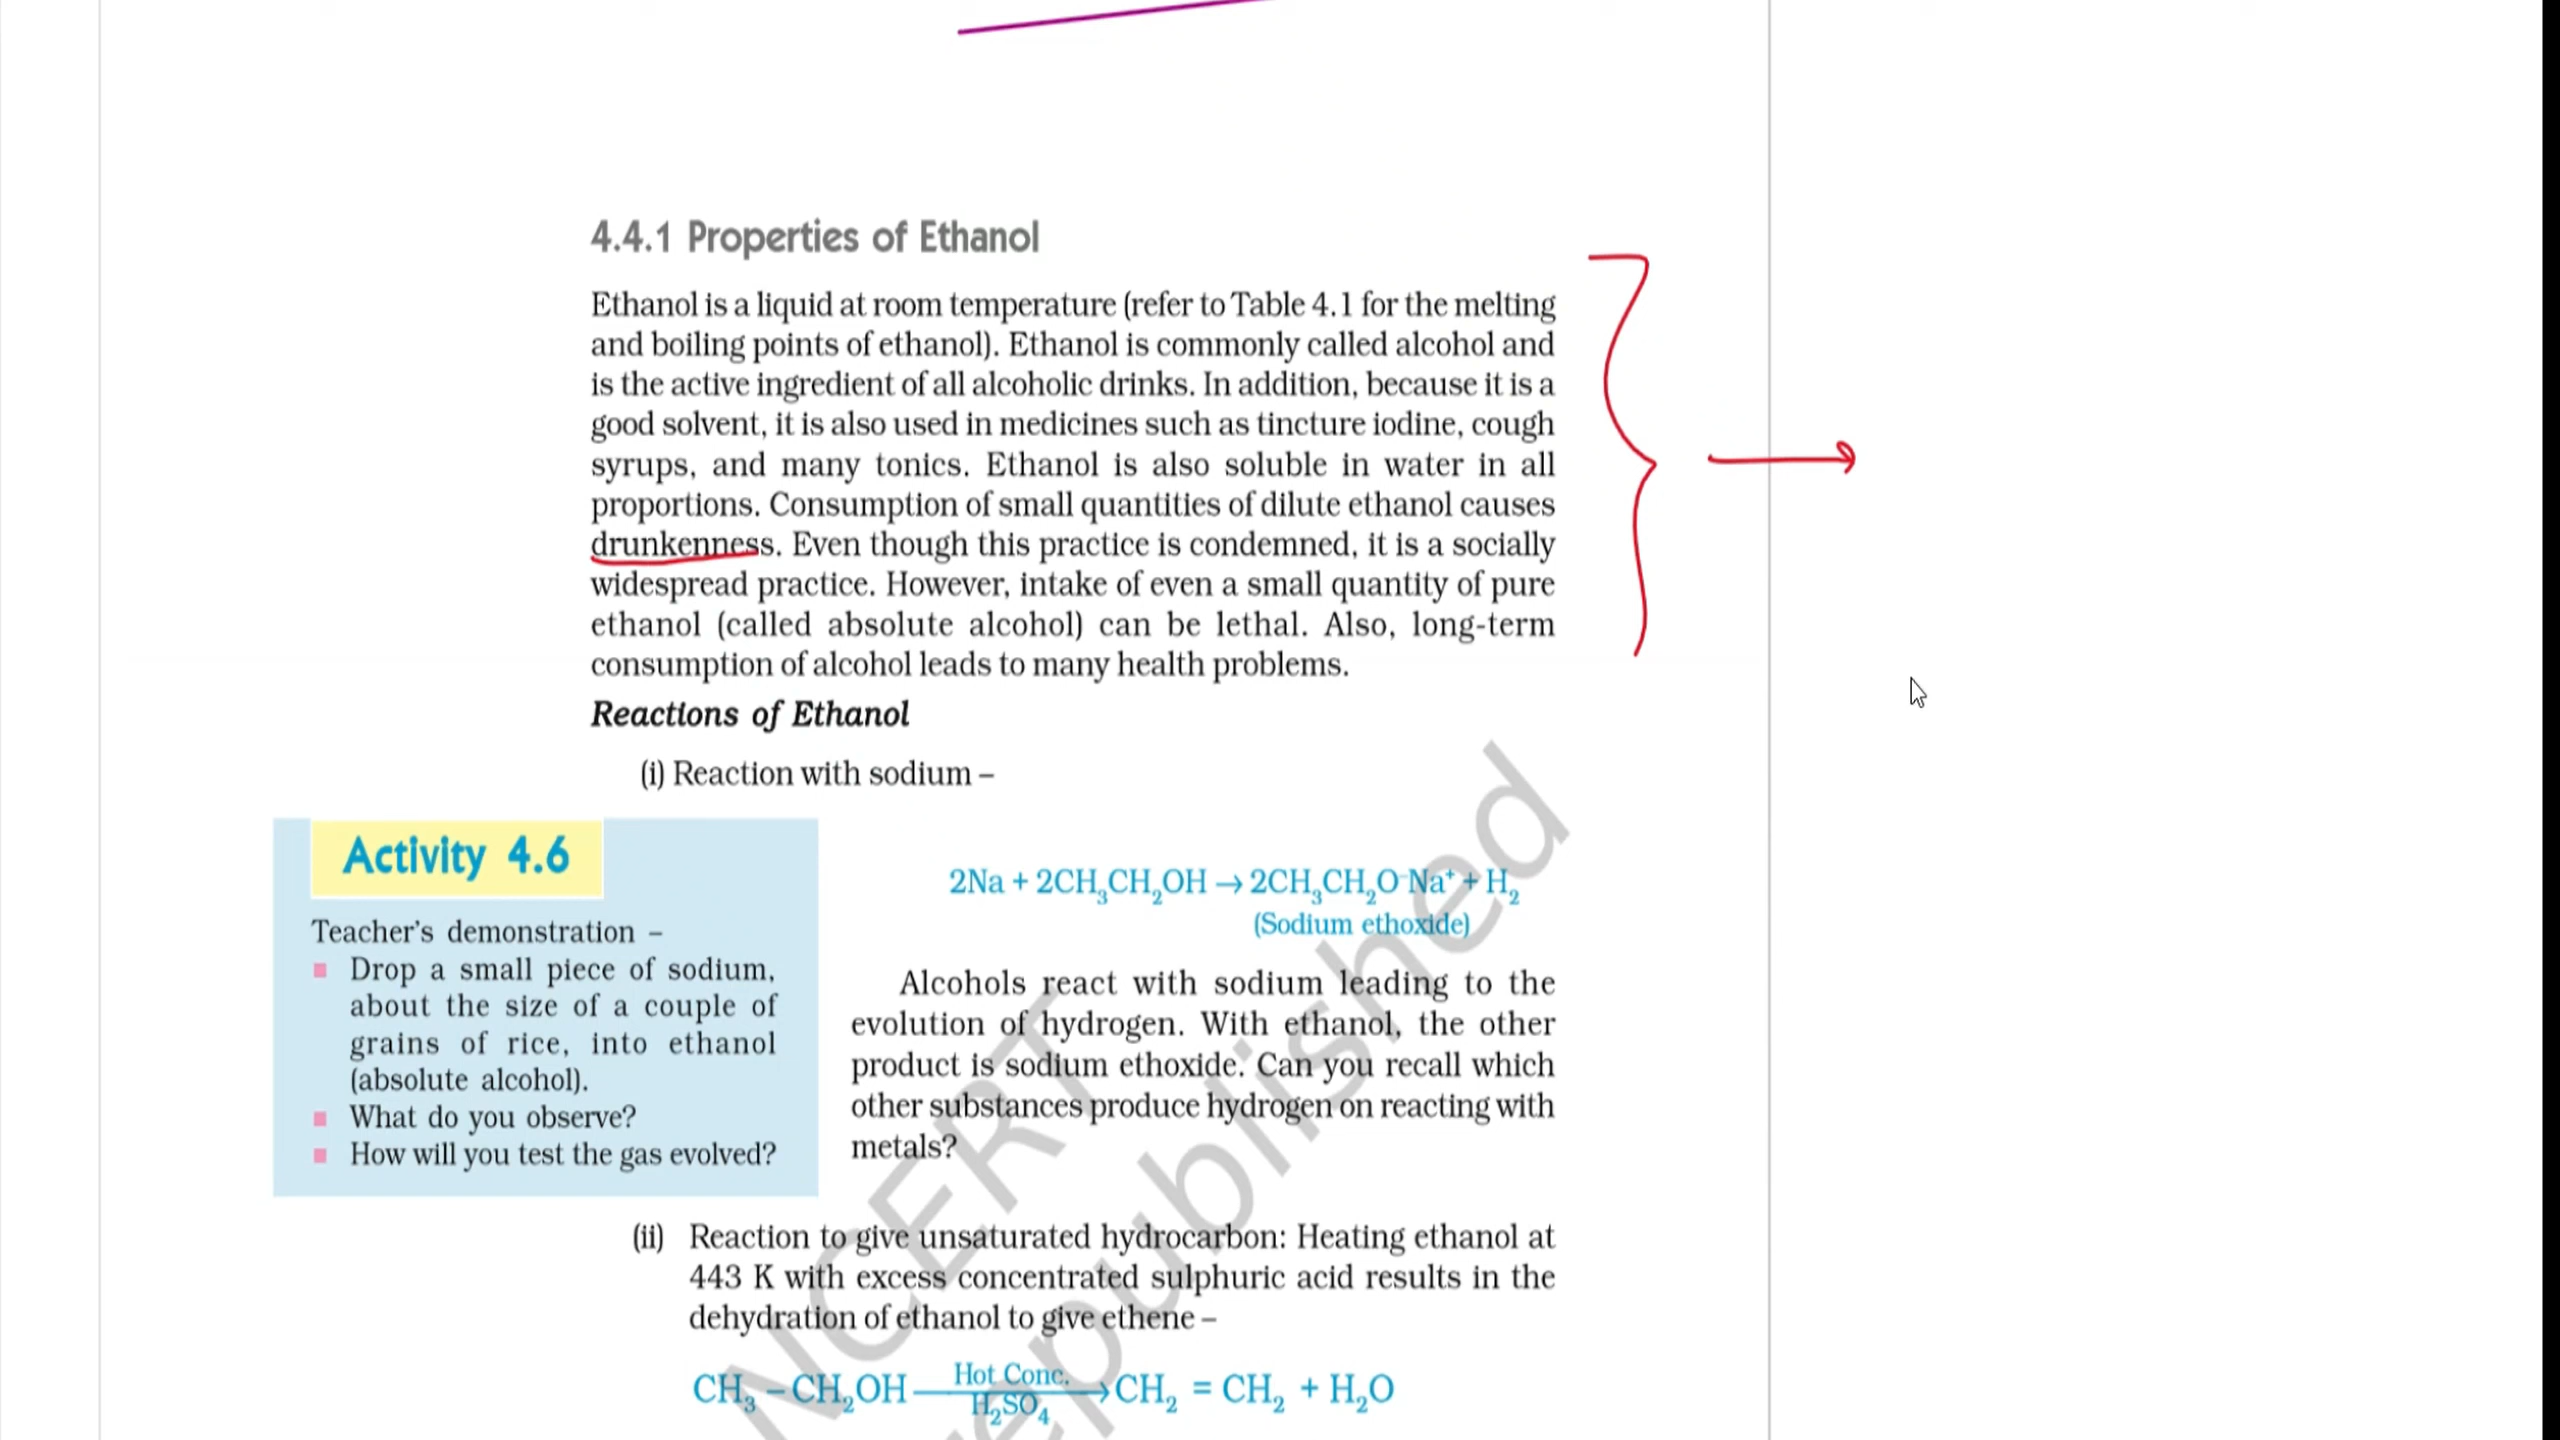 4.4.1 Properties of Ethanol
Ethanol is a liquid at room temperature (refer to Table 4.1 for the melting
and boiling points of ethanol). Ethanol is commonly called alcohol and
is the active ingredient of all alcoholic drinks. In addition, because it is a
good solvent, it is also used in medicines such as tincture iodine, cough
syrups, and many tonics. Ethanol is also soluble in water in all
proportions. Consumption of small quantities of dilute ethanol causes
drunkenness. Even though this practice is condemned, it is a socially
widespread practice. However, intake of even a small quantity of pure
ethanol (called absolute alcohol) can be lethal. Also, long-term
consumption of alcohol leads to many health problems.
Reactions of Ethanol
(i) Reaction with sodium –
Activity 4.6
Teacher's demonstration –
■ Drop a small piece of sodium,
about the size of a couple of
grains of rice, into ethanol
(absolute alcohol).
■ What do you observe?
■ How will you test the gas evolved?
2Na + 2CH₃CH₂OH → 2CH₃CH₂O⁻Na⁺ + H₂
(Sodium ethoxide)
Alcohols react with sodium leading to the
evolution of hydrogen. With ethanol, the other
product is sodium ethoxide. Can you recall which
other substances produce hydrogen on reacting with
metals?
(ii) Reaction to give unsaturated hydrocarbon: Heating ethanol at
443 K with excess concentrated sulphuric acid results in the
dehydration of ethanol to give ethene –
Hot Conc.
CH₃ – CH₂OH → CH₂ = CH₂ + H₂O
H₂SO₄
NCERT
republished